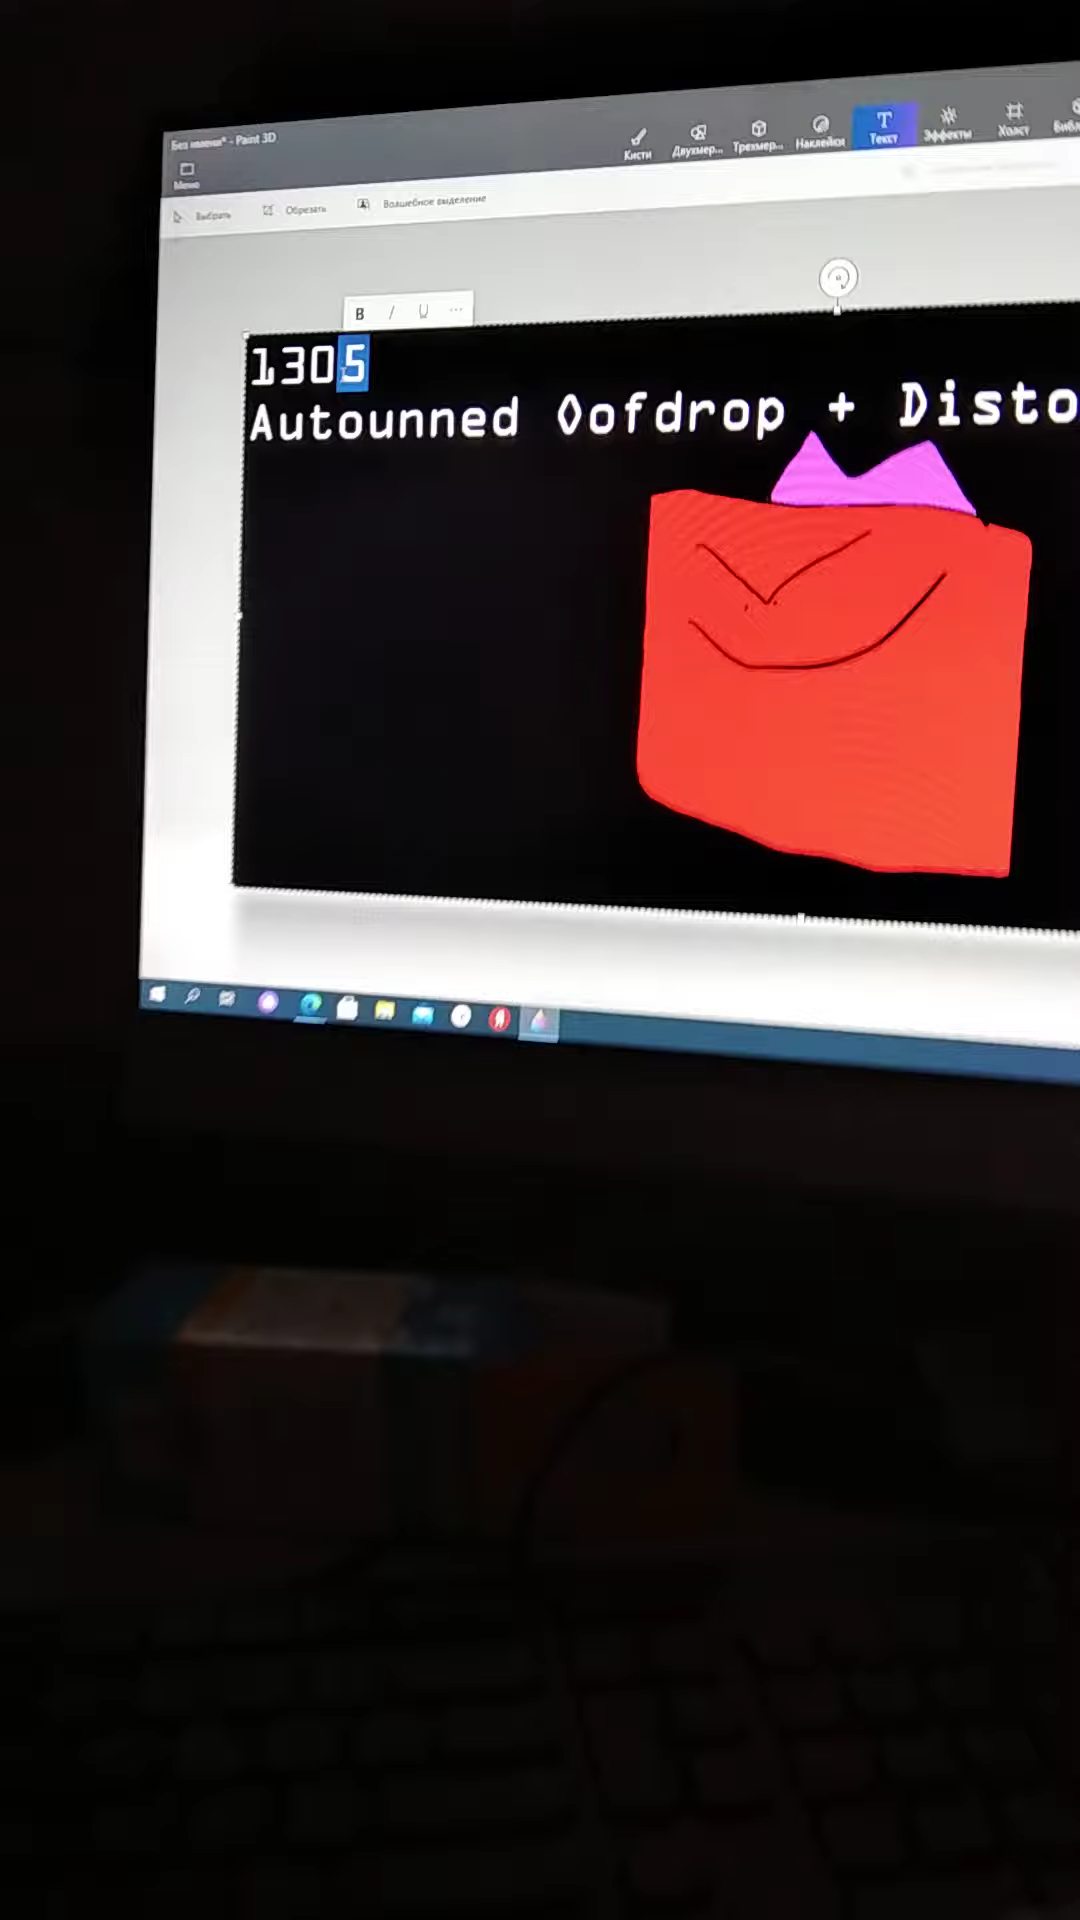 Без имени* - Paint 3D
Меню
Кисти
Двухмер...
Трехмер...
Наклейки
Текст
Эффекты
Холст
Выбрать
Обрезать
Волшебное выделение
B / U ...
1305
Autounned Oofdrop + Disto